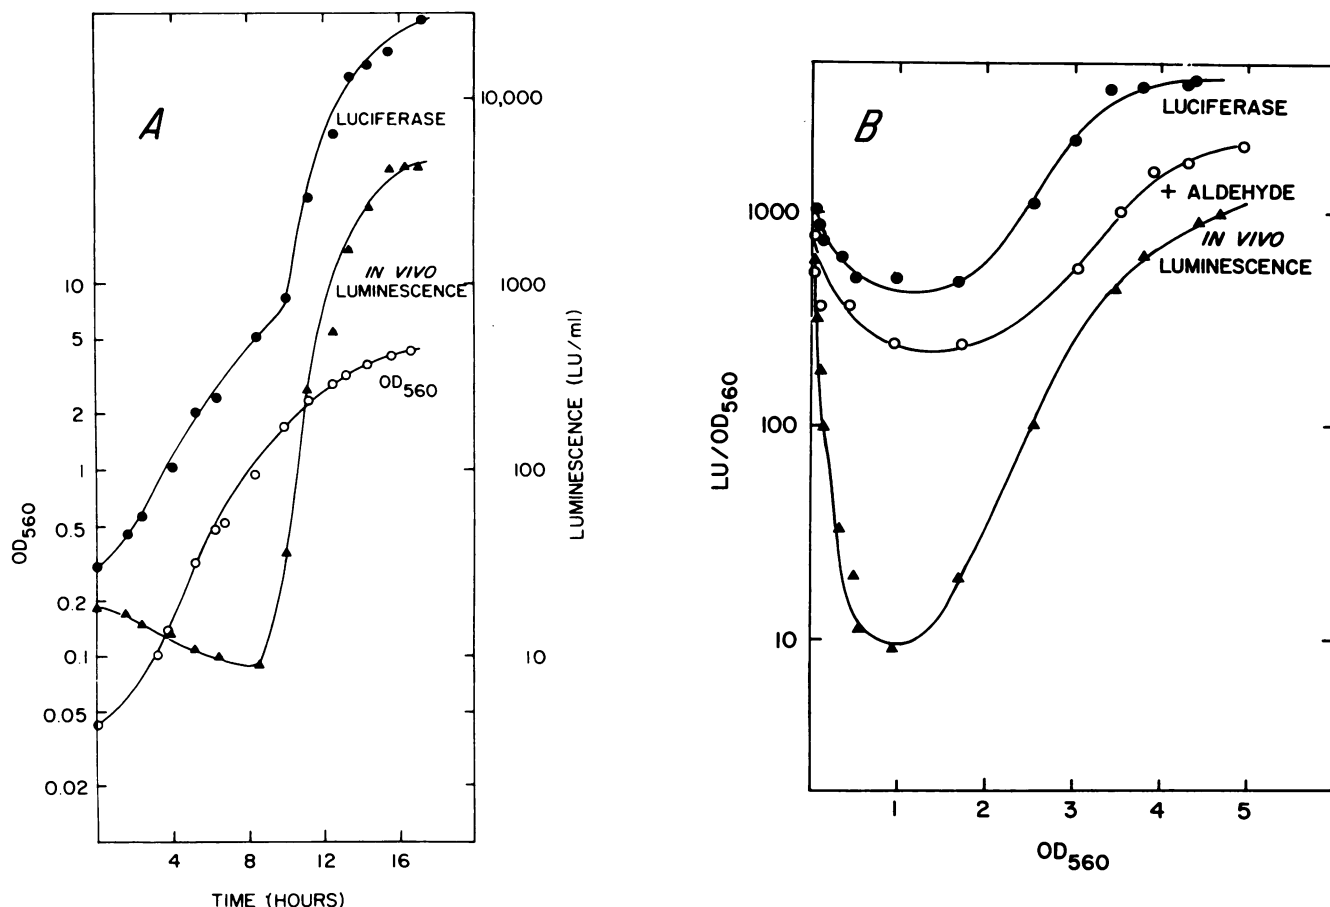 A
LUCIFERASE
IN VIVO
LUMINESCENCE
OD560
10
5
2
1
0.5
0.2
0.1
0.05
0.02
OD560
10,000
1000
100
10
LUMINESCENCE (LU/ml)
4
8
12
16
TIME (HOURS)
B
LUCIFERASE
+ ALDEHYDE
IN VIVO
LUMINESCENCE
1000
100
10
LU/OD560
1
2
3
4
5
OD560